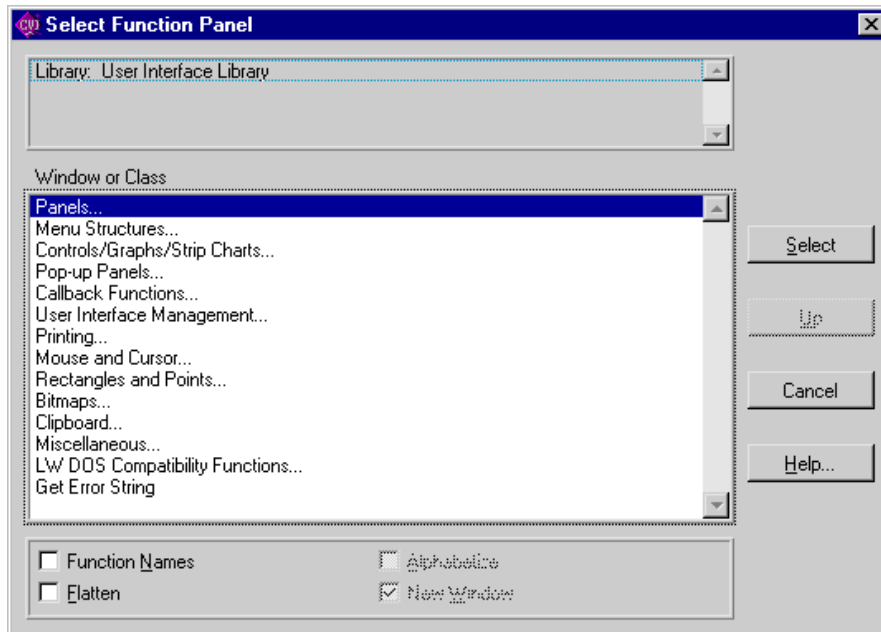 CVI Select Function Panel
Library: User Interface Library
Window or Class
Panels...
Menu Structures...
Controls/Graphs/Strip Charts...
Pop-up Panels...
Callback Functions...
User Interface Management...
Printing...
Mouse and Cursor...
Rectangles and Points...
Bitmaps...
Clipboard...
Miscellaneous...
LW DOS Compatibility Functions...
Get Error String
Select
Up
Cancel
Help...
Function Names
Alphabetize
Flatten
New Window